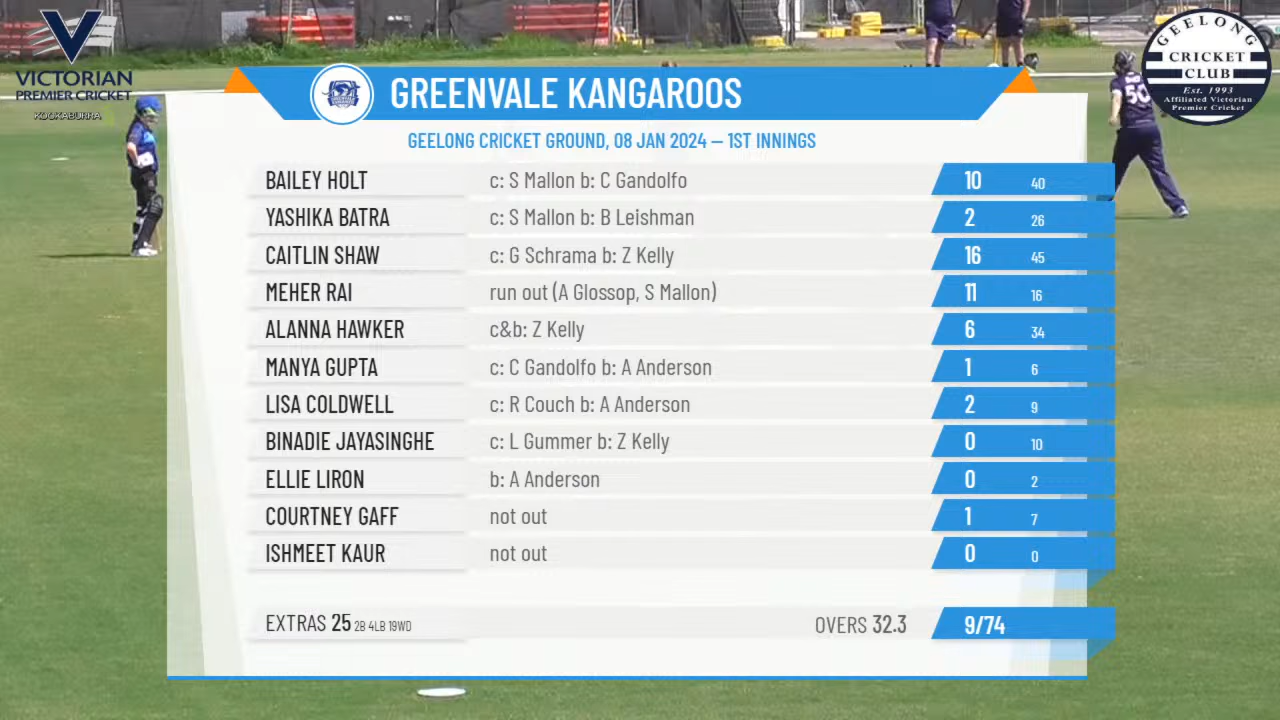 VICTORIAN
PREMIER CRICKET
KOOKABURRA
GEELONG
CRICKET
CLUB
Est. 1993
Affiliated Victorian
Premier Cricket
50
GREENVALE KANGAROOS
GEELONG CRICKET GROUND, 08 JAN 2024 – 1ST INNINGS
BAILEY HOLT c: S Mallon b: C Gandolfo 10 40
YASHIKA BATRA c: S Mallon b: B Leishman 2 26
CAITLIN SHAW c: G Schrama b: Z Kelly 16 45
MEHER RAI run out (A Glossop, S Mallon) 11 16
ALANNA HAWKER c&b: Z Kelly 6 34
MANYA GUPTA c: C Gandolfo b: A Anderson 1 6
LISA COLDWELL c: R Couch b: A Anderson 2 9
BINADIE JAYASINGHE c: L Gummer b: Z Kelly 0 10
ELLIE LIRON b: A Anderson 0 2
COURTNEY GAFF not out 1 7
ISHMEET KAUR not out 0 0
EXTRAS 25 2B 4LB 19WD OVERS 32.3 9/74